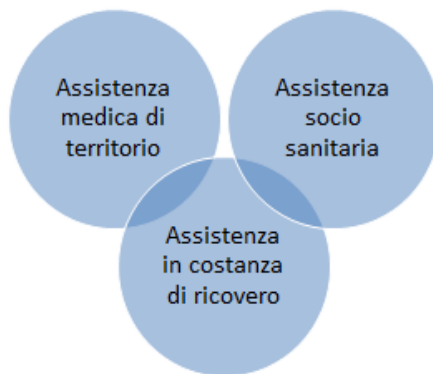 Assistenza
medica di
territorio
Assistenza
socio
sanitaria
Assistenza
in costanza
di ricovero